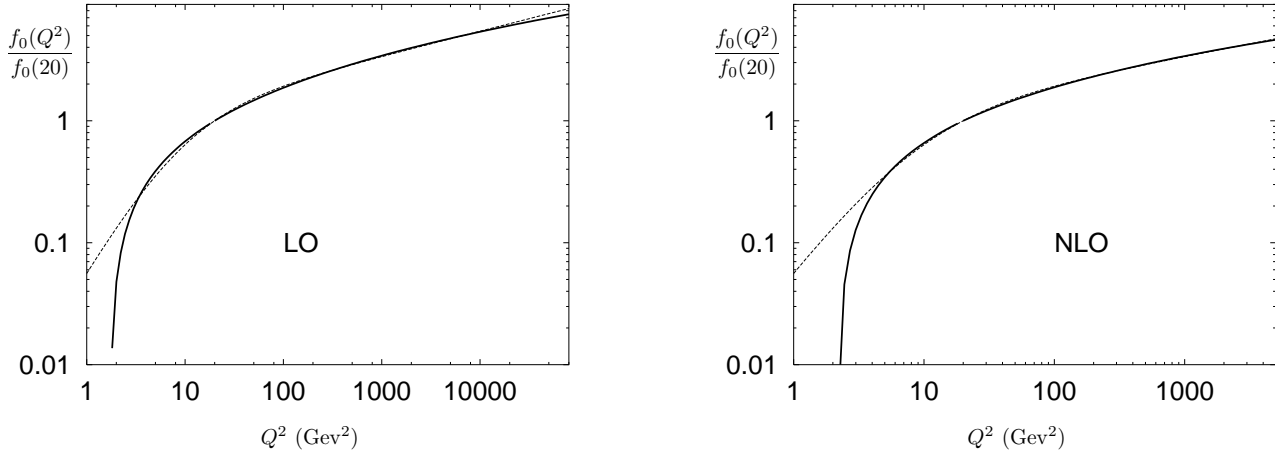 f₀(Q²)
f₀(20)
1
0.1
0.01
LO
1 10 100 1000 10000
Q² (Gev²)
f₀(Q²)
f₀(20)
1
0.1
0.01
NLO
1 10 100 1000
Q² (Gev²)